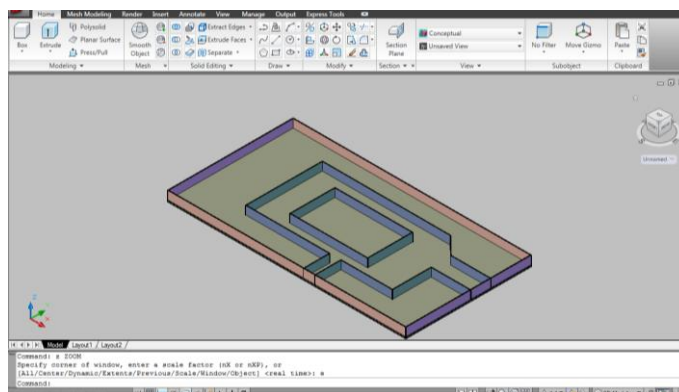 Home Mesh Modeling Render Insert Annotate View Manage Output Express Tools
Polysolid
Planar Surface
Press/Pull
Box Extrude
Smooth
Object
Extract Edges
Extrude Faces
Separate
Section
Plane
Conceptual
Unsaved View
No Filter Move Gizmo Paste
Modeling Mesh Solid Editing Draw Modify Section View Subobject Clipboard
Unnamed
Z
Model Layout1 Layout2
Command: z ZOOM
Specify corner of window, enter a scale factor (nX or nXP), or
[All/Center/Dynamic/Extents/Previous/Scale/Window/Object] <real time>: a
Command: